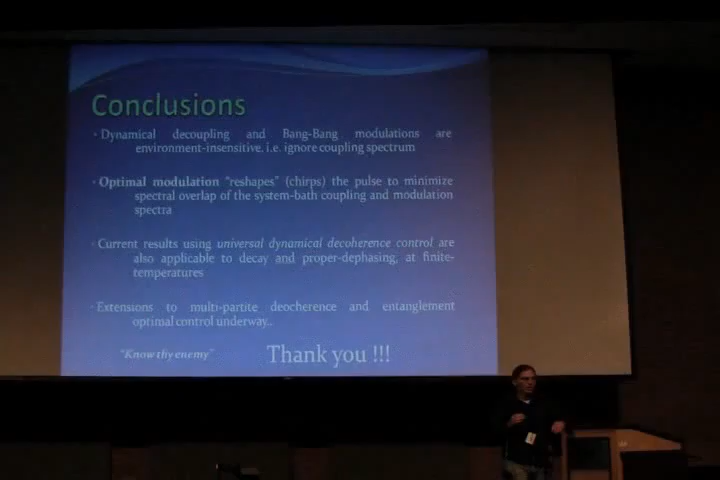 Conclusions
• Dynamical decoupling and Bang-Bang modulations are
environment-insensitive. i.e. ignore coupling spectrum
• Optimal modulation “reshapes” (chirps) the pulse to minimize
spectral overlap of the system-bath coupling and modulation
spectra
• Current results using universal dynamical decoherence control are
also applicable to decay and proper-dephasing, at finite-
temperatures
• Extensions to multi-partite deocherence and entanglement
optimal control underway..
“Know thy enemy” Thank you !!!